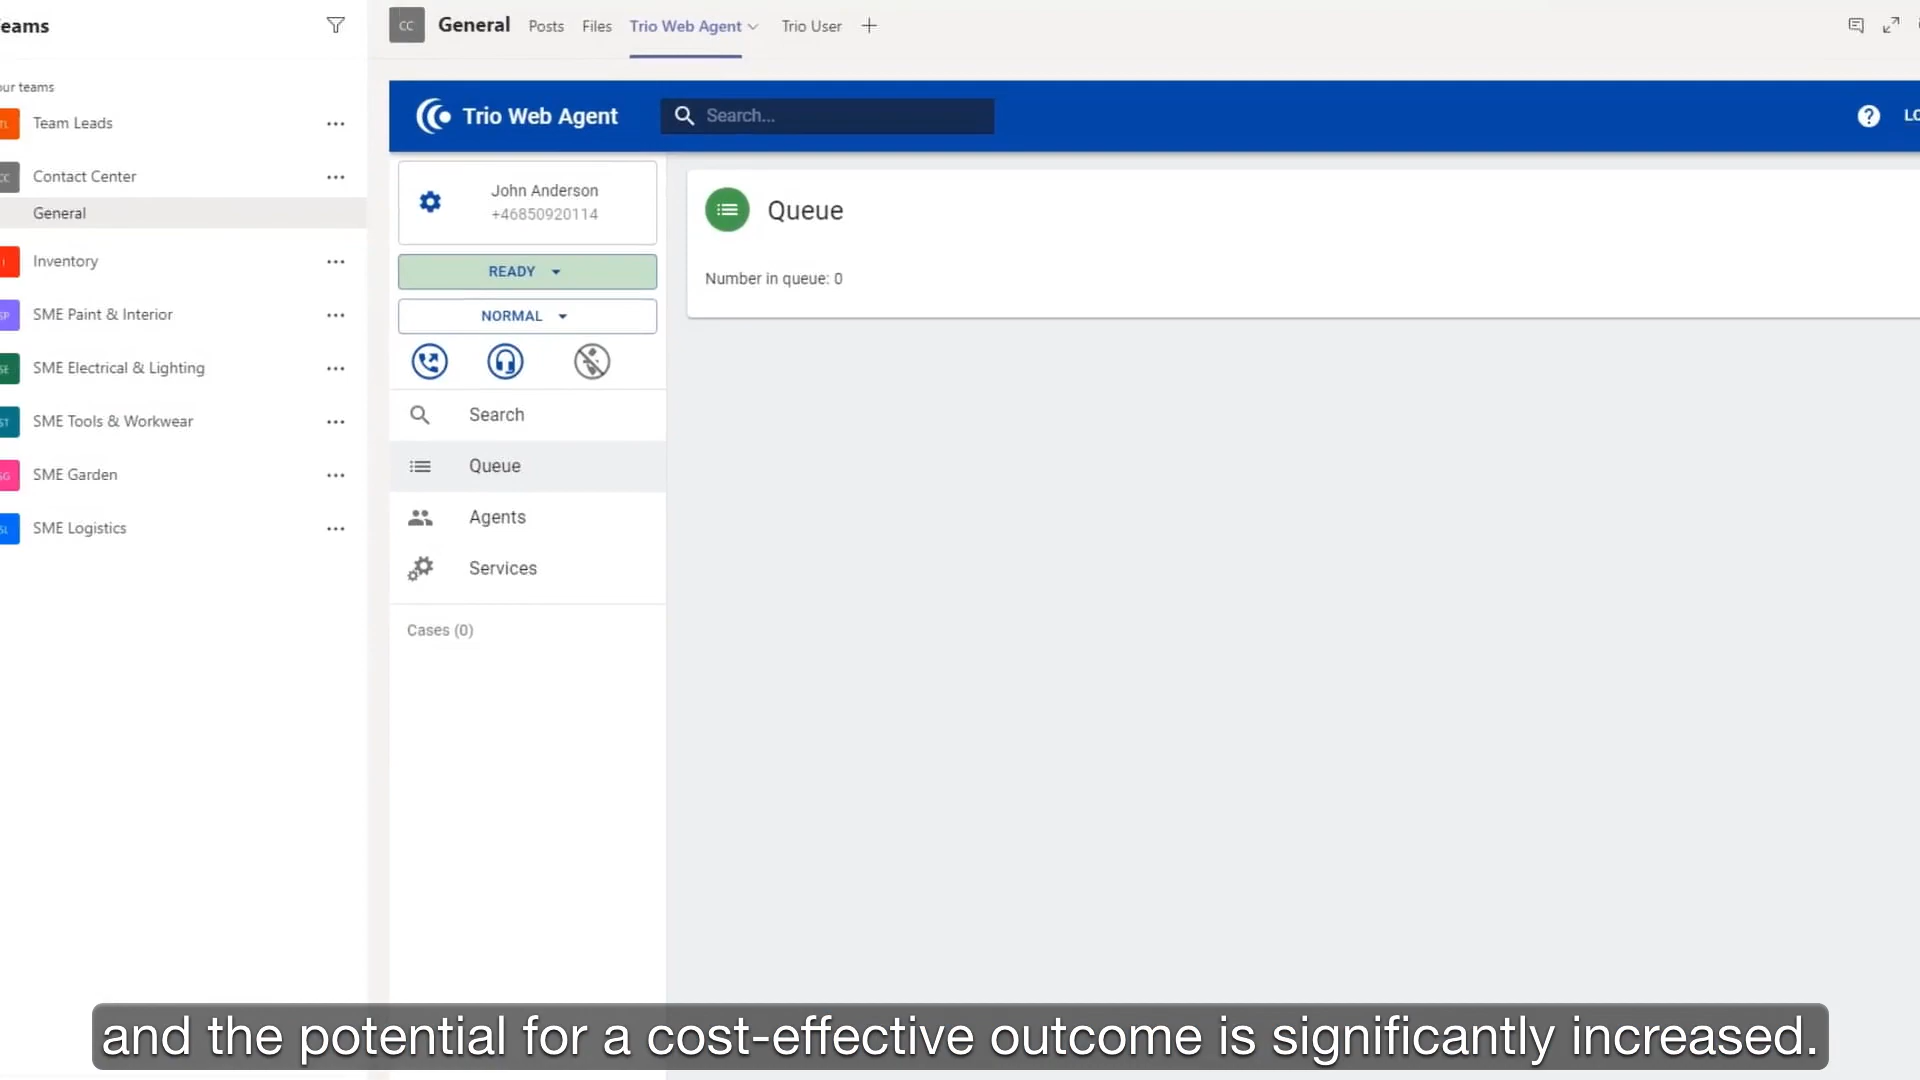 eams
CC General Posts Files Trio Web Agent Trio User
our teams
Team Leads
Contact Center
General
Inventory
SME Paint & Interior
SME Electrical & Lighting
SME Tools & Workwear
SME Garden
SME Logistics
Trio Web Agent Search... LO
John Anderson
+46850920114
READY
NORMAL
Search
Queue
Agents
Services
Cases (0)
Queue
Number in queue: 0
and the potential for a cost-effective outcome is significantly increased.